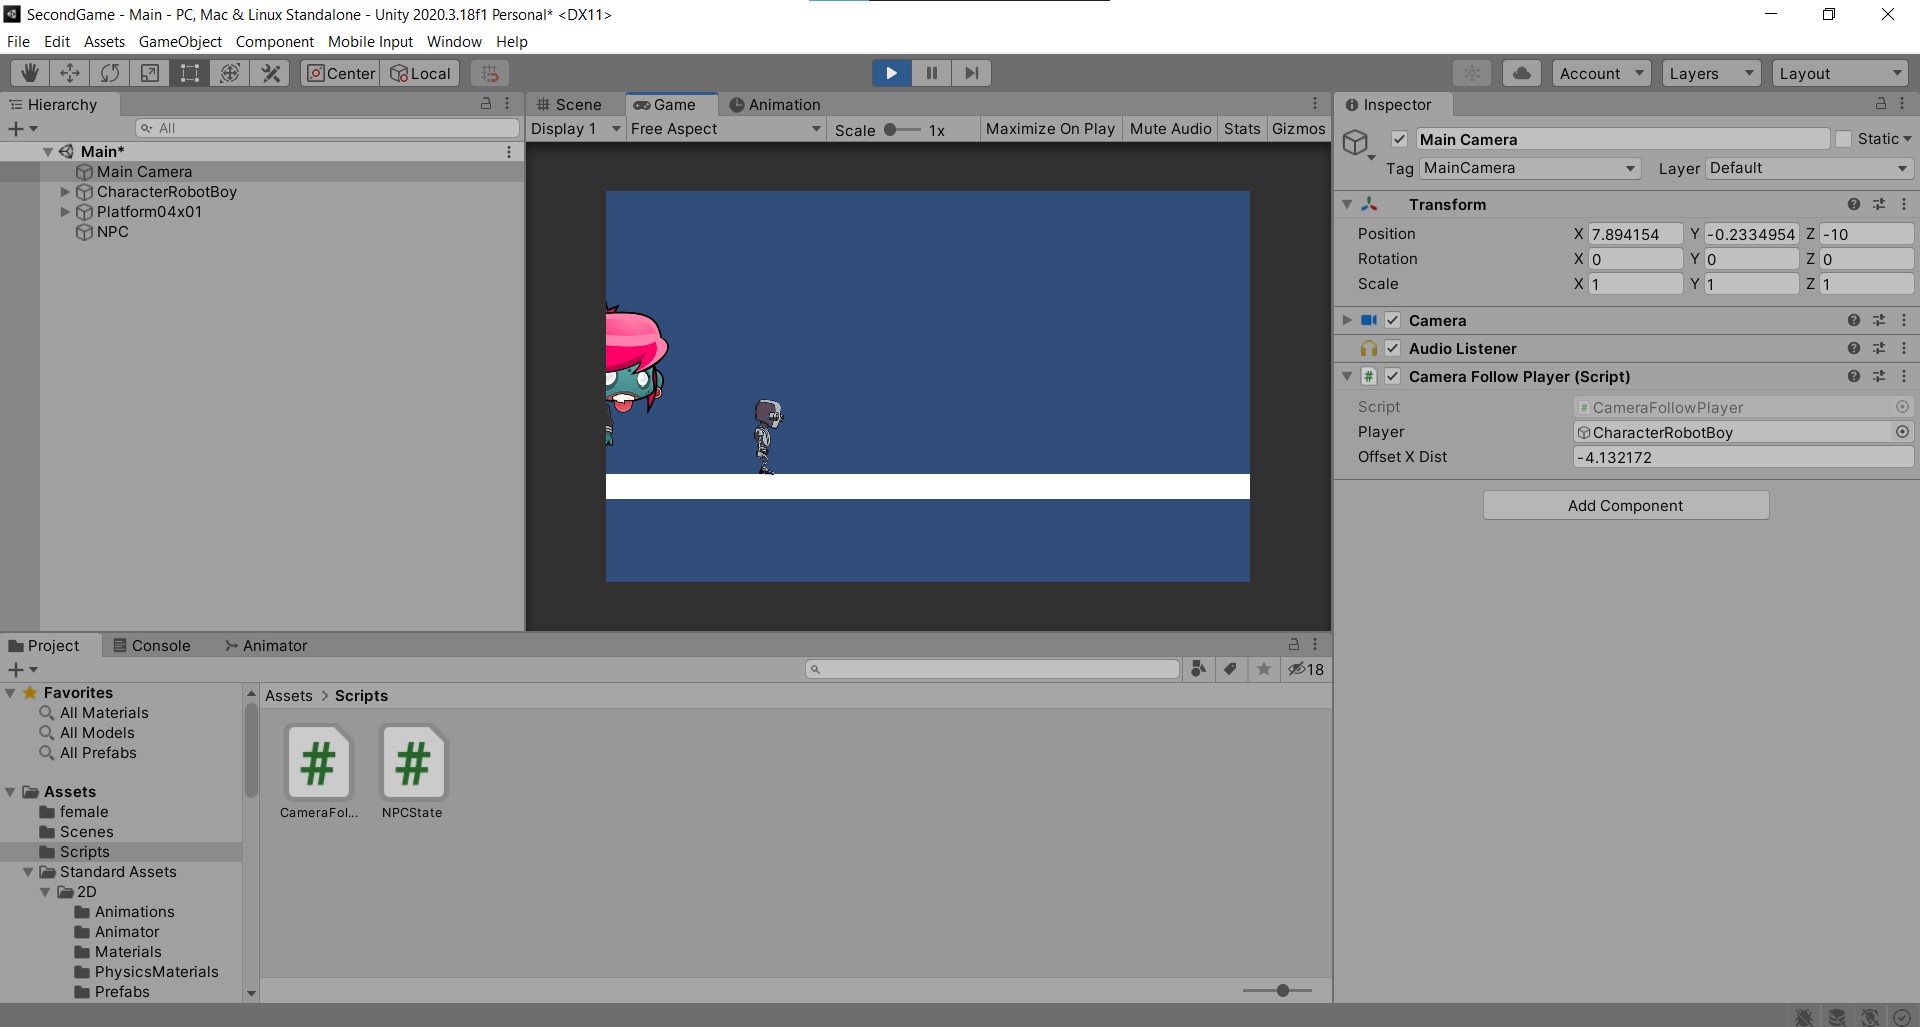 SecondGame - Main - PC, Mac & Linux Standalone - Unity 2020.3.18f1 Personal* <DX11>
File Edit Assets GameObject Component Mobile Input Window Help
Center Local Account Layers Layout
Hierarchy
All
Main*
Main Camera
CharacterRobotBoy
Platform04x01
NPC
Scene Game Animation
Display 1 Free Aspect Scale 1x Maximize On Play Mute Audio Stats Gizmos
Inspector
Main Camera Static
Tag MainCamera Layer Default
Transform
Position X 7.894154 Y -0.2334954 Z -10
Rotation X 0 Y 0 Z 0
Scale X 1 Y 1 Z 1
Camera
Audio Listener
# Camera Follow Player (Script)
Script # CameraFollowPlayer
Player CharacterRobotBoy
Offset X Dist -4.132172
Add Component
Project Console Animator
18
Favorites
All Materials
All Models
All Prefabs
Assets
female
Scenes
Scripts
Standard Assets
2D
Animations
Animator
Materials
PhysicsMaterials
Prefabs
Assets > Scripts
# #
CameraFol... NPCState